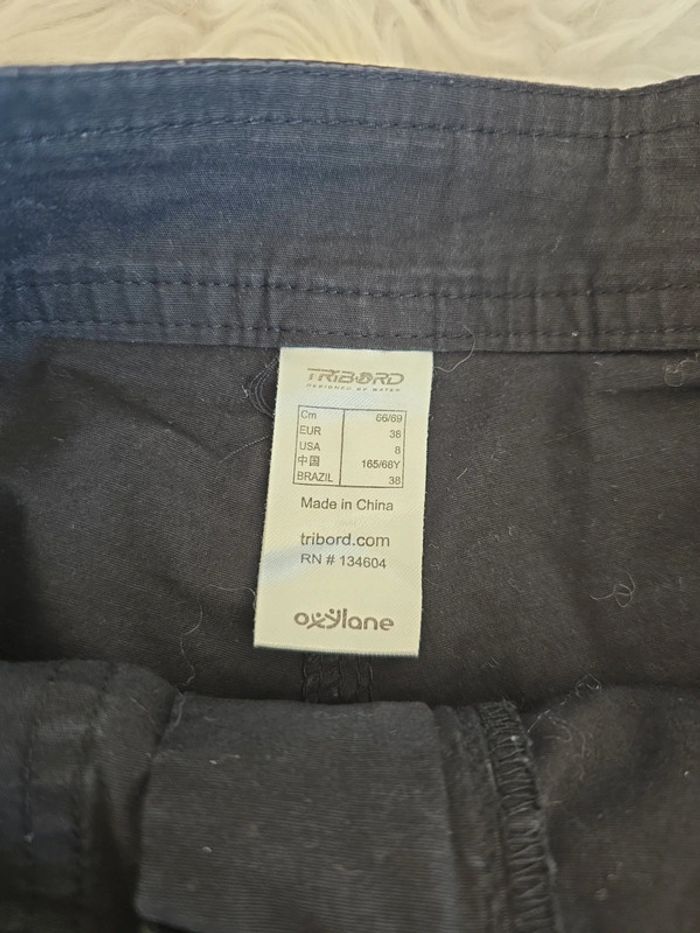 TRIBORD
DESIGNED BY WATER
Cm 66/69
EUR 38
USA 8
中国 165/68Y
BRAZIL 38
Made in China
tribord.com
RN # 134604
oxylane